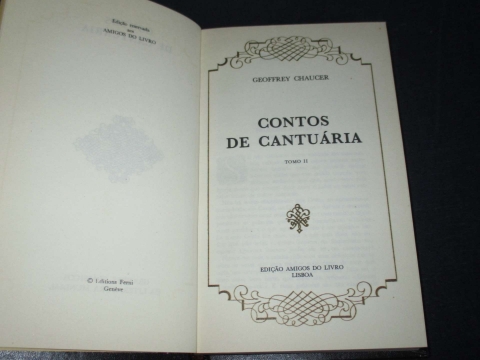 Edição reservada
aos
AMIGOS DO LIVRO
© Editions Ferni
Genève
GEOFFREY CHAUCER
CONTOS
DE CANTUÁRIA
TOMO II
EDIÇÃO AMIGOS DO LIVRO
LISBOA